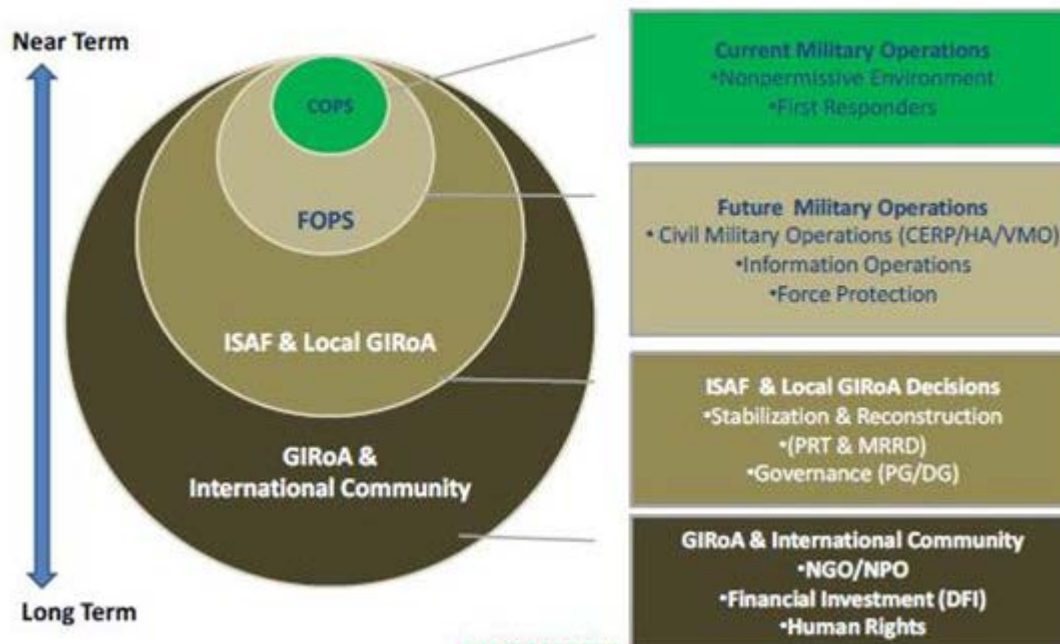 Near Term
Long Term
COPS
FOPS
ISAF & Local GIRoA
GIRoA &
International Community
Current Military Operations
•Nonpermissive Environment
•First Responders
Future Military Operations
• Civil Military Operations (CERP/HA/VMO)
•Information Operations
•Force Protection
ISAF & Local GIRoA Decisions
•Stabilization & Reconstruction
•(PRT & MRRD)
•Governance (PG/DG)
GIRoA & International Community
•NGO/NPO
•Financial Investment (DFI)
•Human Rights